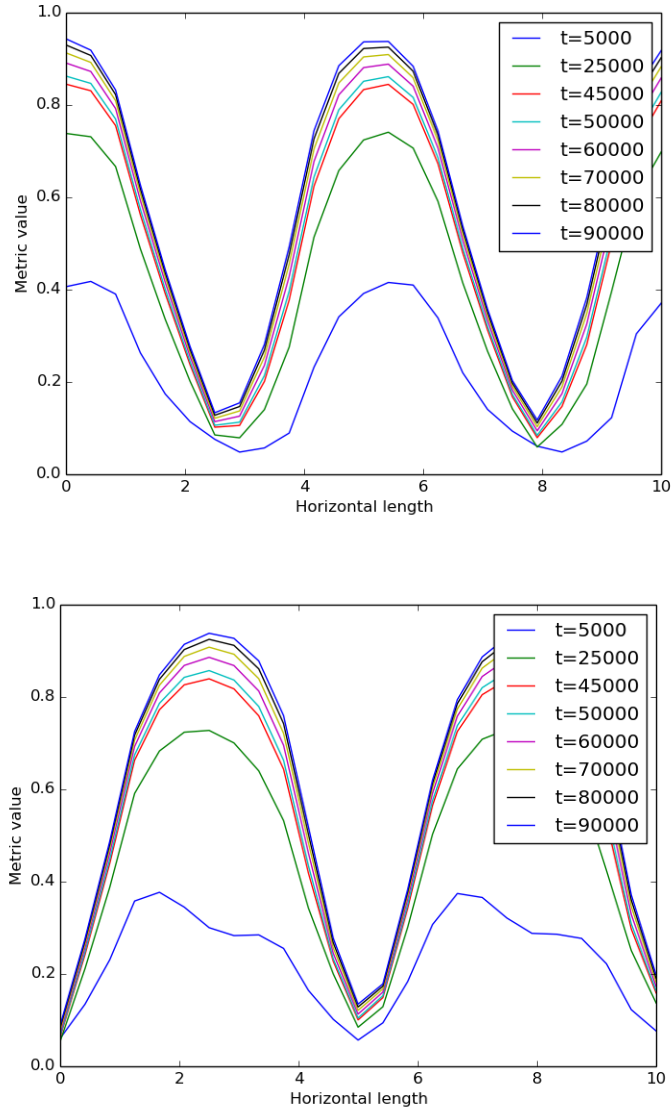 1.0
0.8
0.6
0.4
0.2
0.0
Metric value
t=5000
t=25000
t=45000
t=50000
t=60000
t=70000
t=80000
t=90000
0 2 4 6 8 10
Horizontal length
1.0
0.8
0.6
0.4
0.2
0.0
Metric value
t=5000
t=25000
t=45000
t=50000
t=60000
t=70000
t=80000
t=90000
0 2 4 6 8 10
Horizontal length